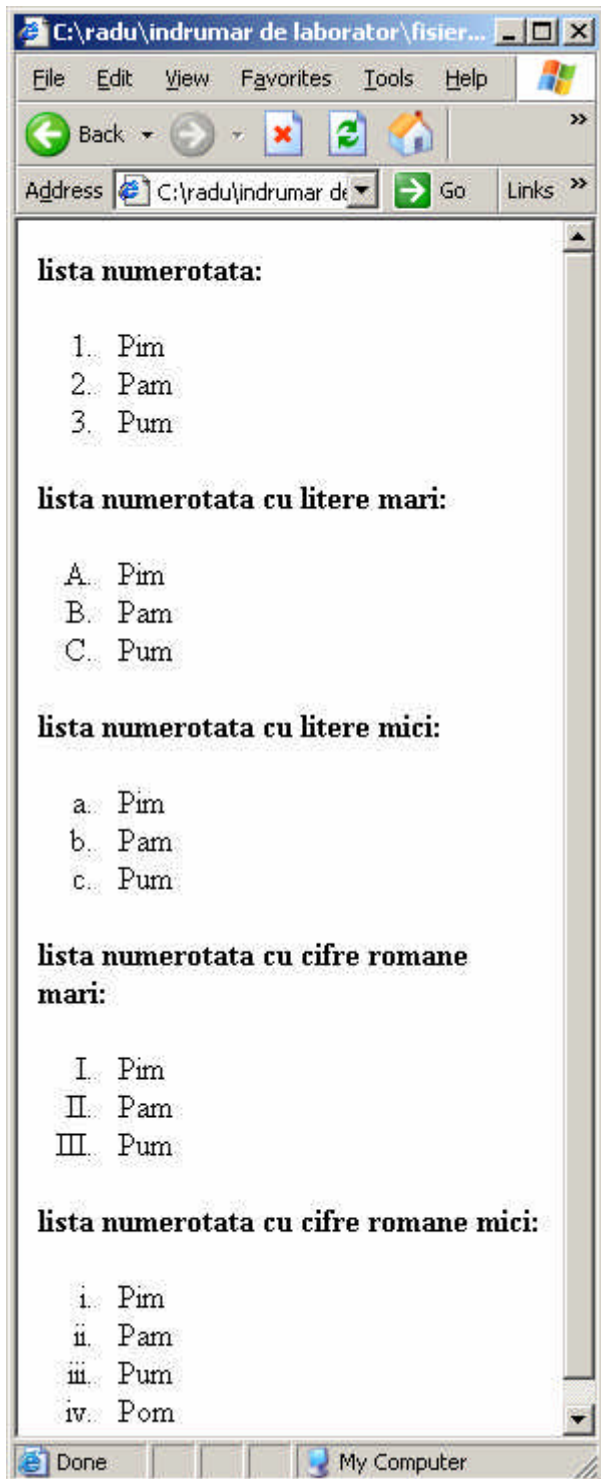 C:\radu\indrumar de laborator\fisier...
File Edit View Favorites Tools Help
Back »
Address C:\radu\indrumar de Go Links »
lista numerotata:
1. Pim
2. Pam
3. Pum
lista numerotata cu litere mari:
A. Pim
B. Pam
C. Pum
lista numerotata cu litere mici:
a. Pim
b. Pam
c. Pum
lista numerotata cu cifre romane
mari:
I. Pim
II. Pam
III. Pum
lista numerotata cu cifre romane mici:
i. Pim
ii. Pam
iii. Pum
iv. Pom
Done My Computer